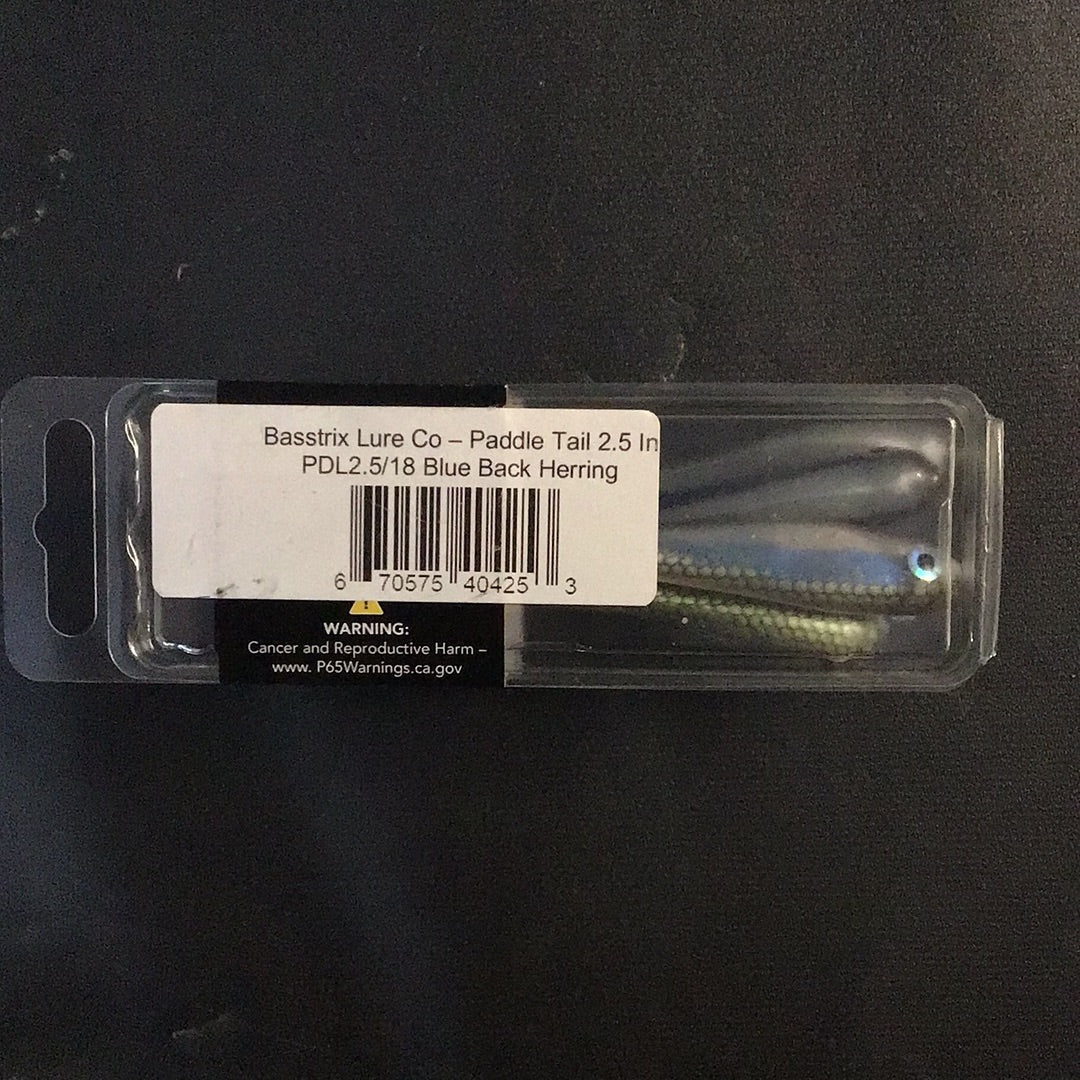 Basstrix Lure Co – Paddle Tail 2.5 In
PDL2.5/18 Blue Back Herring
6 70575 40425 3
WARNING:
Cancer and Reproductive Harm –
www. P65Warnings.ca.gov